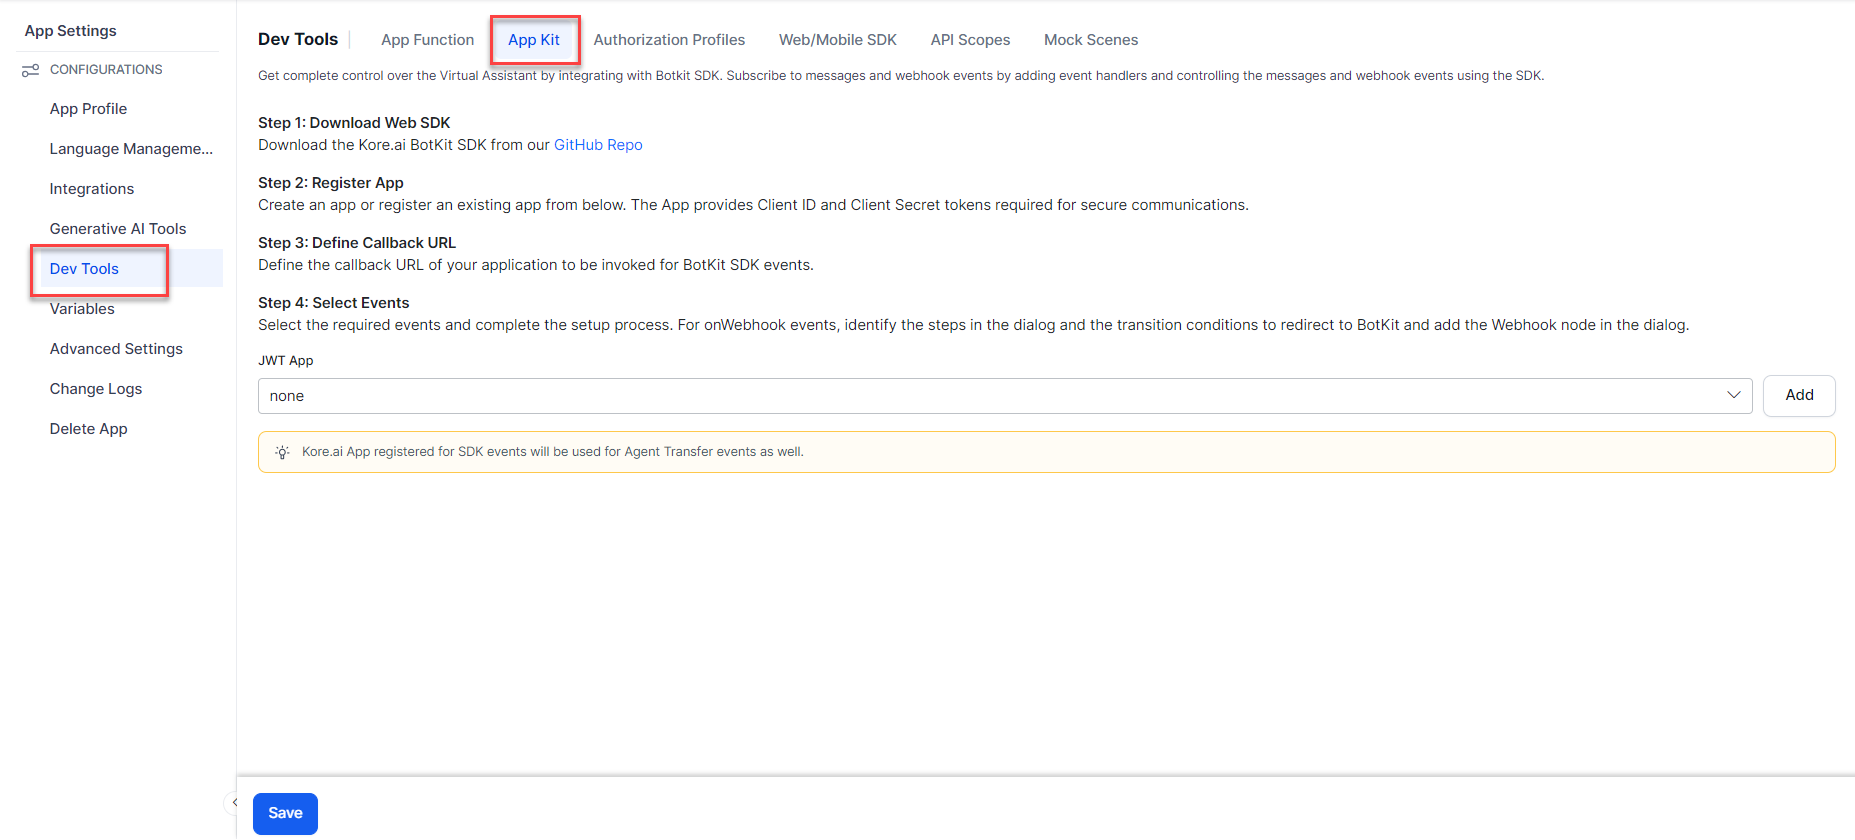 App Settings
CONFIGURATIONS
App Profile
Language Manageme...
Integrations
Generative AI Tools
Dev Tools
Variables
Advanced Settings
Change Logs
Delete App
Dev Tools
App Function
App Kit
Authorization Profiles
Web/Mobile SDK
API Scopes
Mock Scenes
Get complete control over the Virtual Assistant by integrating with Botkit SDK. Subscribe to messages and webhook events by adding event handlers and controlling the messages and webhook events using the SDK.
Step 1: Download Web SDK
Download the Kore.ai BotKit SDK from our GitHub Repo
Step 2: Register App
Create an app or register an existing app from below. The App provides Client ID and Client Secret tokens required for secure communications.
Step 3: Define Callback URL
Define the callback URL of your application to be invoked for BotKit SDK events.
Step 4: Select Events
Select the required events and complete the setup process. For onWebhook events, identify the steps in the dialog and the transition conditions to redirect to BotKit and add the Webhook node in the dialog.
JWT App
none
Add
Kore.ai App registered for SDK events will be used for Agent Transfer events as well.
Save